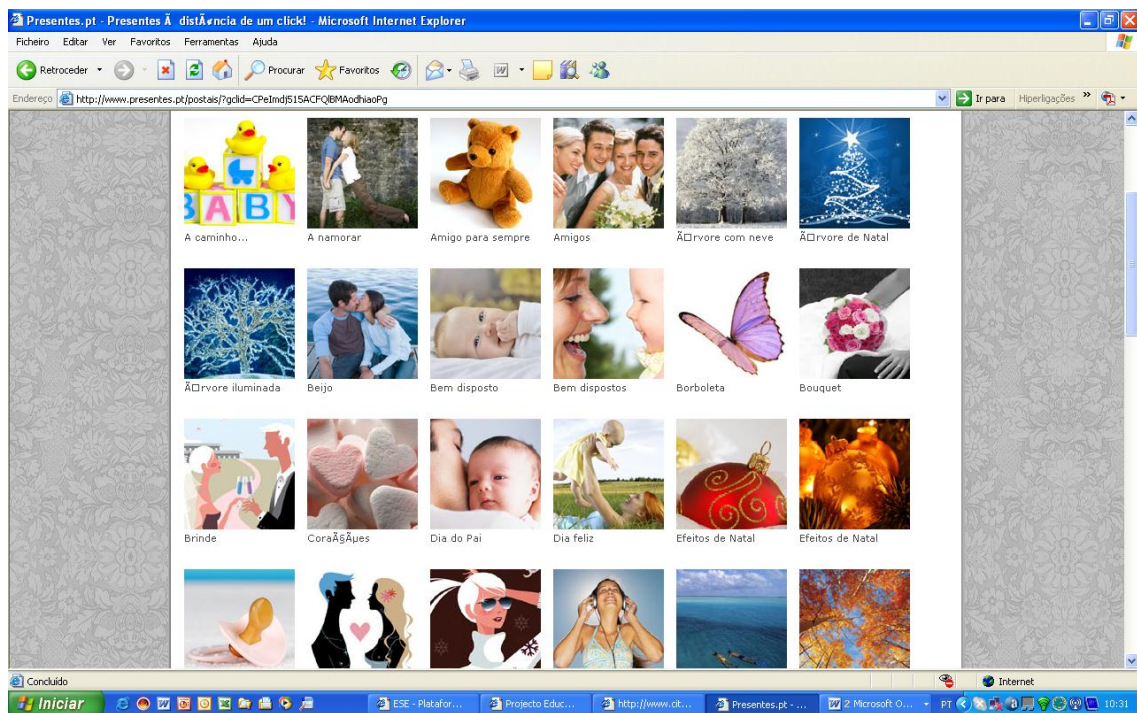 Presentes.pt - Presentes Ã  distÃ¢ncia de um click! - Microsoft Internet Explorer
Ficheiro Editar Ver Favoritos Ferramentas Ajuda
Retroceder Procurar Favoritos
Endereço http://www.presentes.pt/postais/?gclid=CPeImdj515ACFQlBMAodhiaoPg Ir para Hiperligações »
BABY
A caminho... A namorar Amigo para sempre Amigos Ã□rvore com neve Ã□rvore de Natal
Ã□rvore iluminada Beijo Bem disposto Bem dispostos Borboleta Bouquet
Brinde CoraÃ§Ãµes Dia do Pai Dia feliz Efeitos de Natal Efeitos de Natal
Concluído Internet
Iniciar ESE - Platafor... Projecto Educ... http://www.cit... Presentes.pt - ... 2 Microsoft O... PT 10:31